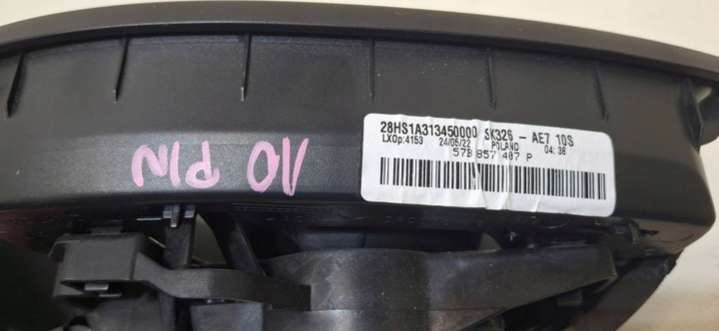 28HS1A313450000 SK326 - AE7 10S
LXOp:4153 24/05/22 POLAND 04:36
57B 857 407 P
10 PIN